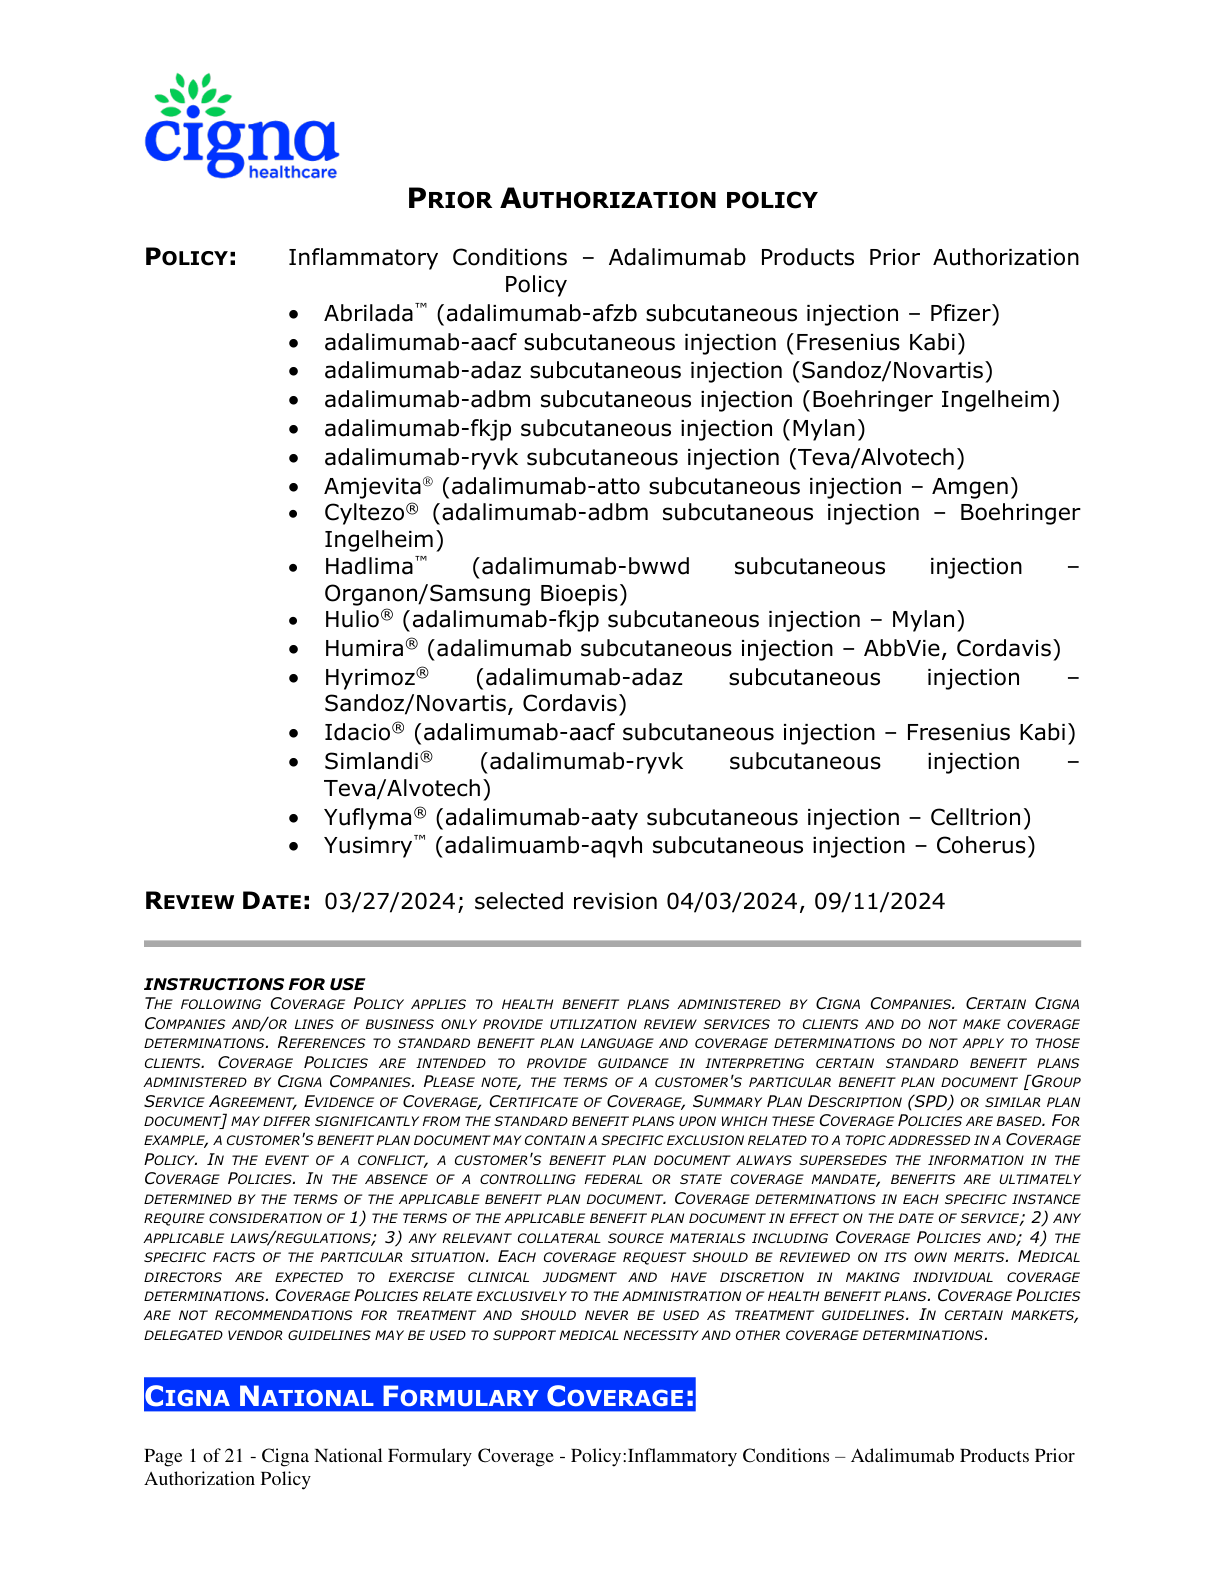 cigna
healthcare
PRIOR AUTHORIZATION POLICY
POLICY: Inflammatory Conditions – Adalimumab Products Prior Authorization
Policy
• Abrilada™ (adalimumab-afzb subcutaneous injection – Pfizer)
• adalimumab-aacf subcutaneous injection (Fresenius Kabi)
• adalimumab-adaz subcutaneous injection (Sandoz/Novartis)
• adalimumab-adbm subcutaneous injection (Boehringer Ingelheim)
• adalimumab-fkjp subcutaneous injection (Mylan)
• adalimumab-ryvk subcutaneous injection (Teva/Alvotech)
• Amjevita® (adalimumab-atto subcutaneous injection – Amgen)
• Cyltezo® (adalimumab-adbm subcutaneous injection – Boehringer
Ingelheim)
• Hadlima™ (adalimumab-bwwd subcutaneous injection –
Organon/Samsung Bioepis)
• Hulio® (adalimumab-fkjp subcutaneous injection – Mylan)
• Humira® (adalimumab subcutaneous injection – AbbVie, Cordavis)
• Hyrimoz® (adalimumab-adaz subcutaneous injection –
Sandoz/Novartis, Cordavis)
• Idacio® (adalimumab-aacf subcutaneous injection – Fresenius Kabi)
• Simlandi® (adalimumab-ryvk subcutaneous injection –
Teva/Alvotech)
• Yuflyma® (adalimumab-aaty subcutaneous injection – Celltrion)
• Yusimry™ (adalimuamb-aqvh subcutaneous injection – Coherus)
REVIEW DATE: 03/27/2024; selected revision 04/03/2024, 09/11/2024
INSTRUCTIONS FOR USE
THE FOLLOWING COVERAGE POLICY APPLIES TO HEALTH BENEFIT PLANS ADMINISTERED BY CIGNA COMPANIES. CERTAIN CIGNA
COMPANIES AND/OR LINES OF BUSINESS ONLY PROVIDE UTILIZATION REVIEW SERVICES TO CLIENTS AND DO NOT MAKE COVERAGE
DETERMINATIONS. REFERENCES TO STANDARD BENEFIT PLAN LANGUAGE AND COVERAGE DETERMINATIONS DO NOT APPLY TO THOSE
CLIENTS. COVERAGE POLICIES ARE INTENDED TO PROVIDE GUIDANCE IN INTERPRETING CERTAIN STANDARD BENEFIT PLANS
ADMINISTERED BY CIGNA COMPANIES. PLEASE NOTE, THE TERMS OF A CUSTOMER'S PARTICULAR BENEFIT PLAN DOCUMENT [GROUP
SERVICE AGREEMENT, EVIDENCE OF COVERAGE, CERTIFICATE OF COVERAGE, SUMMARY PLAN DESCRIPTION (SPD) OR SIMILAR PLAN
DOCUMENT] MAY DIFFER SIGNIFICANTLY FROM THE STANDARD BENEFIT PLANS UPON WHICH THESE COVERAGE POLICIES ARE BASED. FOR
EXAMPLE, A CUSTOMER'S BENEFIT PLAN DOCUMENT MAY CONTAIN A SPECIFIC EXCLUSION RELATED TO A TOPIC ADDRESSED IN A COVERAGE
POLICY. IN THE EVENT OF A CONFLICT, A CUSTOMER'S BENEFIT PLAN DOCUMENT ALWAYS SUPERSEDES THE INFORMATION IN THE
COVERAGE POLICIES. IN THE ABSENCE OF A CONTROLLING FEDERAL OR STATE COVERAGE MANDATE, BENEFITS ARE ULTIMATELY
DETERMINED BY THE TERMS OF THE APPLICABLE BENEFIT PLAN DOCUMENT. COVERAGE DETERMINATIONS IN EACH SPECIFIC INSTANCE
REQUIRE CONSIDERATION OF 1) THE TERMS OF THE APPLICABLE BENEFIT PLAN DOCUMENT IN EFFECT ON THE DATE OF SERVICE; 2) ANY
APPLICABLE LAWS/REGULATIONS; 3) ANY RELEVANT COLLATERAL SOURCE MATERIALS INCLUDING COVERAGE POLICIES AND; 4) THE
SPECIFIC FACTS OF THE PARTICULAR SITUATION. EACH COVERAGE REQUEST SHOULD BE REVIEWED ON ITS OWN MERITS. MEDICAL
DIRECTORS ARE EXPECTED TO EXERCISE CLINICAL JUDGMENT AND HAVE DISCRETION IN MAKING INDIVIDUAL COVERAGE
DETERMINATIONS. COVERAGE POLICIES RELATE EXCLUSIVELY TO THE ADMINISTRATION OF HEALTH BENEFIT PLANS. COVERAGE POLICIES
ARE NOT RECOMMENDATIONS FOR TREATMENT AND SHOULD NEVER BE USED AS TREATMENT GUIDELINES. IN CERTAIN MARKETS,
DELEGATED VENDOR GUIDELINES MAY BE USED TO SUPPORT MEDICAL NECESSITY AND OTHER COVERAGE DETERMINATIONS.
CIGNA NATIONAL FORMULARY COVERAGE:
Page 1 of 21 - Cigna National Formulary Coverage - Policy:Inflammatory Conditions – Adalimumab Products Prior
Authorization Policy